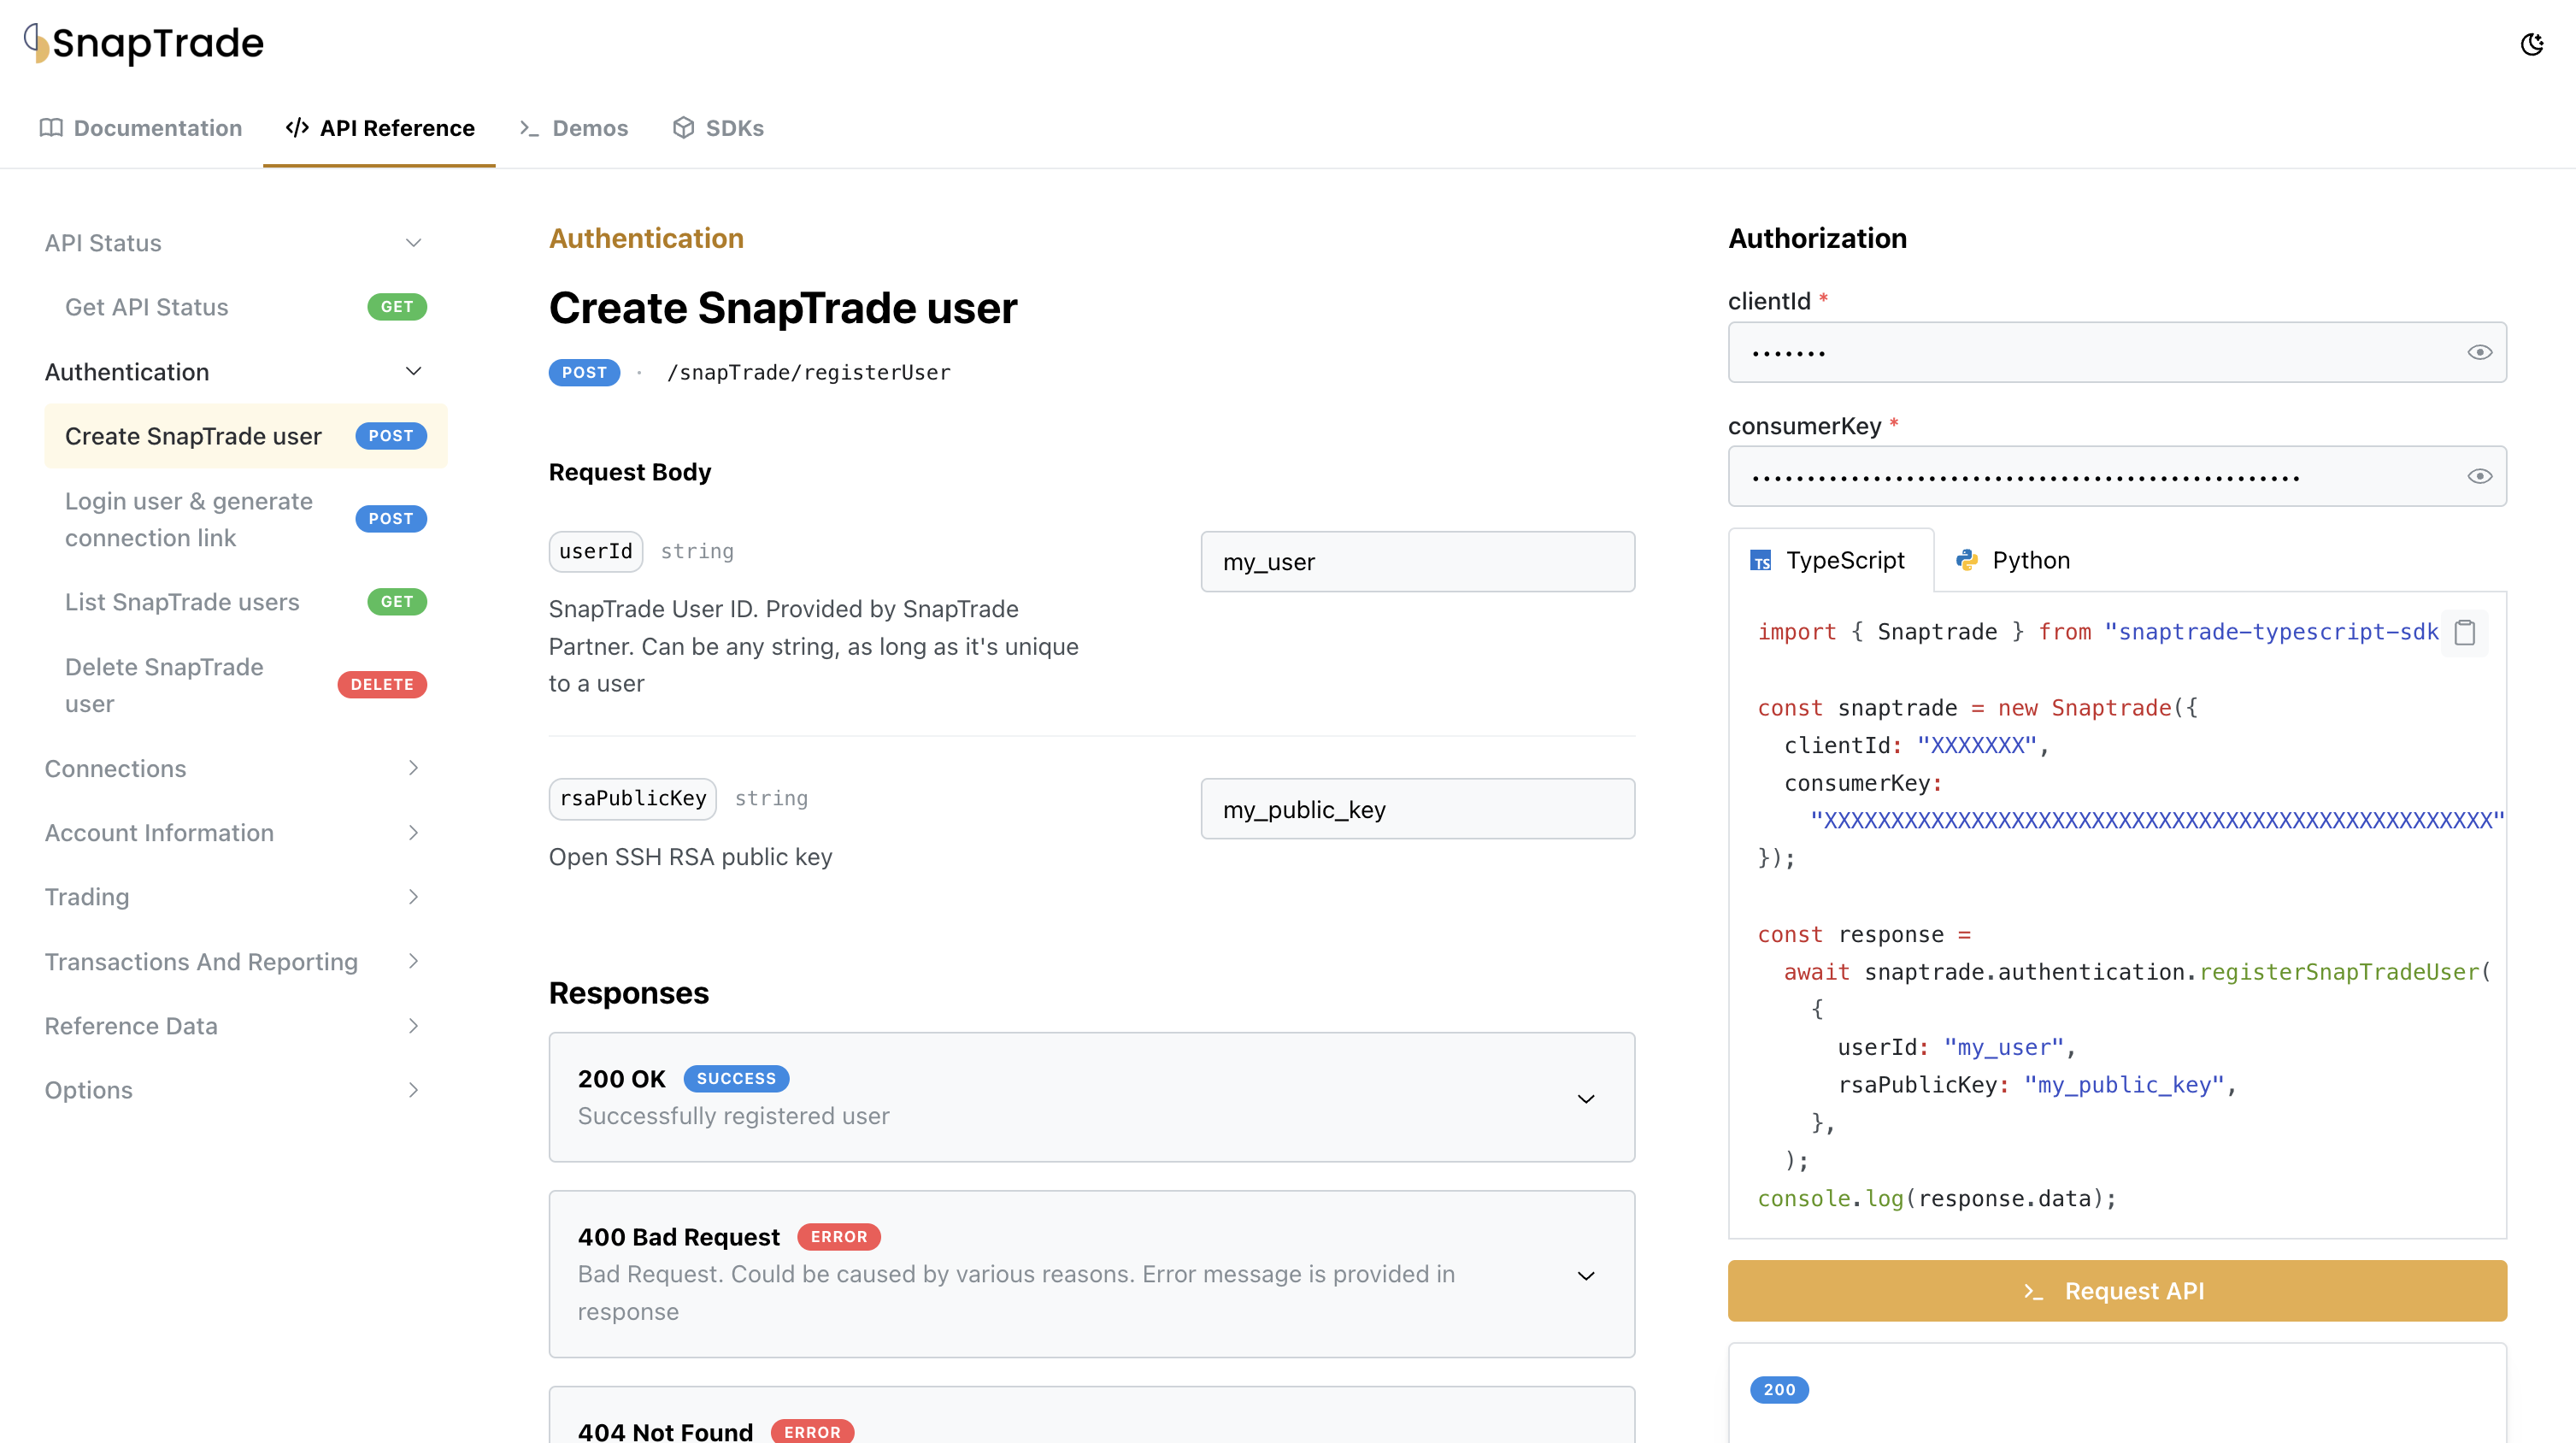 SnapTrade
Documentation
API Reference
Demos
SDKs
API Status
Get API Status GET
Authentication
Create SnapTrade user POST
Login user & generate
connection link POST
List SnapTrade users GET
Delete SnapTrade
user DELETE
Connections
Account Information
Trading
Transactions And Reporting
Reference Data
Options
Authentication
Create SnapTrade user
POST · /snapTrade/registerUser
Request Body
userId string
my_user
SnapTrade User ID. Provided by SnapTrade
Partner. Can be any string, as long as it's unique
to a user
rsaPublicKey string
my_public_key
Open SSH RSA public key
Responses
200 OK SUCCESS
Successfully registered user
400 Bad Request ERROR
Bad Request. Could be caused by various reasons. Error message is provided in
response
404 Not Found ERROR
Authorization
clientId *
consumerKey *
TypeScript
Python
import { Snaptrade } from "snaptrade-typescript-sdk
const snaptrade = new Snaptrade({
clientId: "XXXXXXX",
consumerKey:
"XXXXXXXXXXXXXXXXXXXXXXXXXXXXXXXXXXXXXXXXXXXXXXXXXX"
});
const response =
await snaptrade.authentication.registerSnapTradeUser(
{
userId: "my_user",
rsaPublicKey: "my_public_key",
},
);
console.log(response.data);
Request API
200